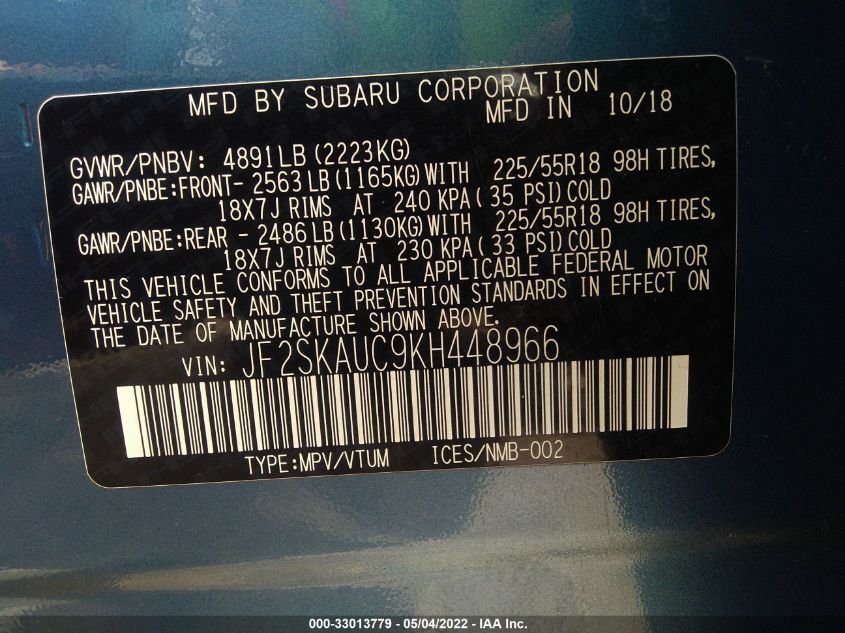 MFD BY SUBARU CORPORATION
MFD IN 10/18
GVWR/PNBV: 4891LB (2223KG)
GAWR/PNBE:FRONT- 2563LB(1165KG)WITH 225/55R18 98H TIRES,
18X7J RIMS AT 240 KPA( 35 PSI)COLD
GAWR/PNBE:REAR - 2486LB(1130KG)WITH 225/55R18 98H TIRES,
18X7J RIMS AT 230 KPA( 33 PSI)COLD
THIS VEHICLE CONFORMS TO ALL APPLICABLE FEDERAL MOTOR
VEHICLE SAFETY AND THEFT PREVENTION STANDARDS IN EFFECT ON
THE DATE OF MANUFACTURE SHOWN ABOVE.
VIN: JF2SKAUC9KH448966
TYPE:MPV/VTUM ICES/NMB-002
000-33013779 - 05/04/2022 - IAA Inc.